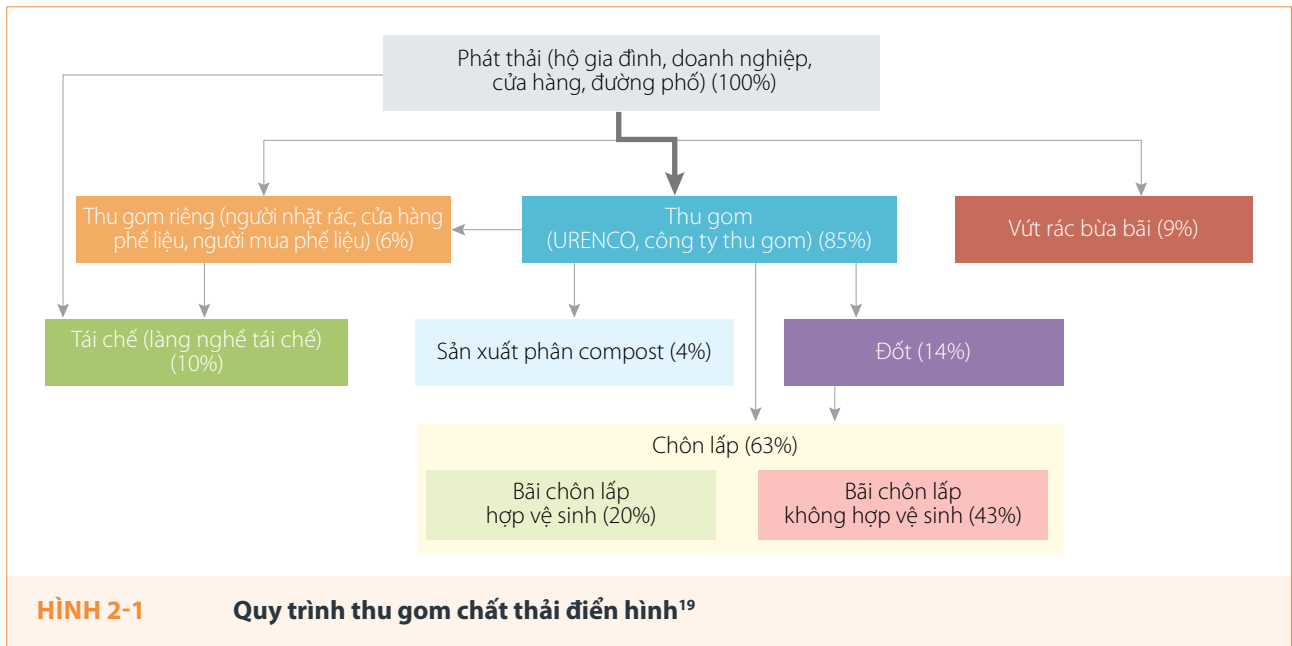 Phát thải (hộ gia đình, doanh nghiệp,
cửa hàng, đường phố) (100%)
Thu gom riêng (người nhặt rác, cửa hàng
phế liệu, người mua phế liệu) (6%)
Thu gom
(URENCO, công ty thu gom) (85%)
Vứt rác bừa bãi (9%)
Tái chế (làng nghề tái chế)
(10%)
Sản xuất phân compost (4%)
Đốt (14%)
Chôn lấp (63%)
Bãi chôn lấp
hợp vệ sinh (20%)
Bãi chôn lấp
không hợp vệ sinh (43%)
HÌNH 2-1 Quy trình thu gom chất thải điển hình¹⁹